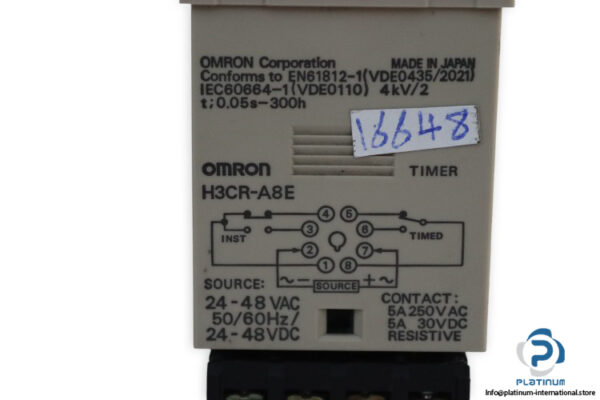 OMRON Corporation MADE IN JAPAN
Conforms to EN61812-1(VDE0435/2021)
IEC60664-1(VDE0110) 4kV/2
t;0.05s-300h
16648
OMRON TIMER
H3CR-A8E
4 5
3 6
INST TIMED
2 7
1 8
~ − SOURCE + ~
SOURCE: CONTACT:
24-48 VAC 5A 250VAC
50/60Hz/ 5A 30VDC
24-48VDC RESISTIVE
PLATINUM
Info@platinum-international.store